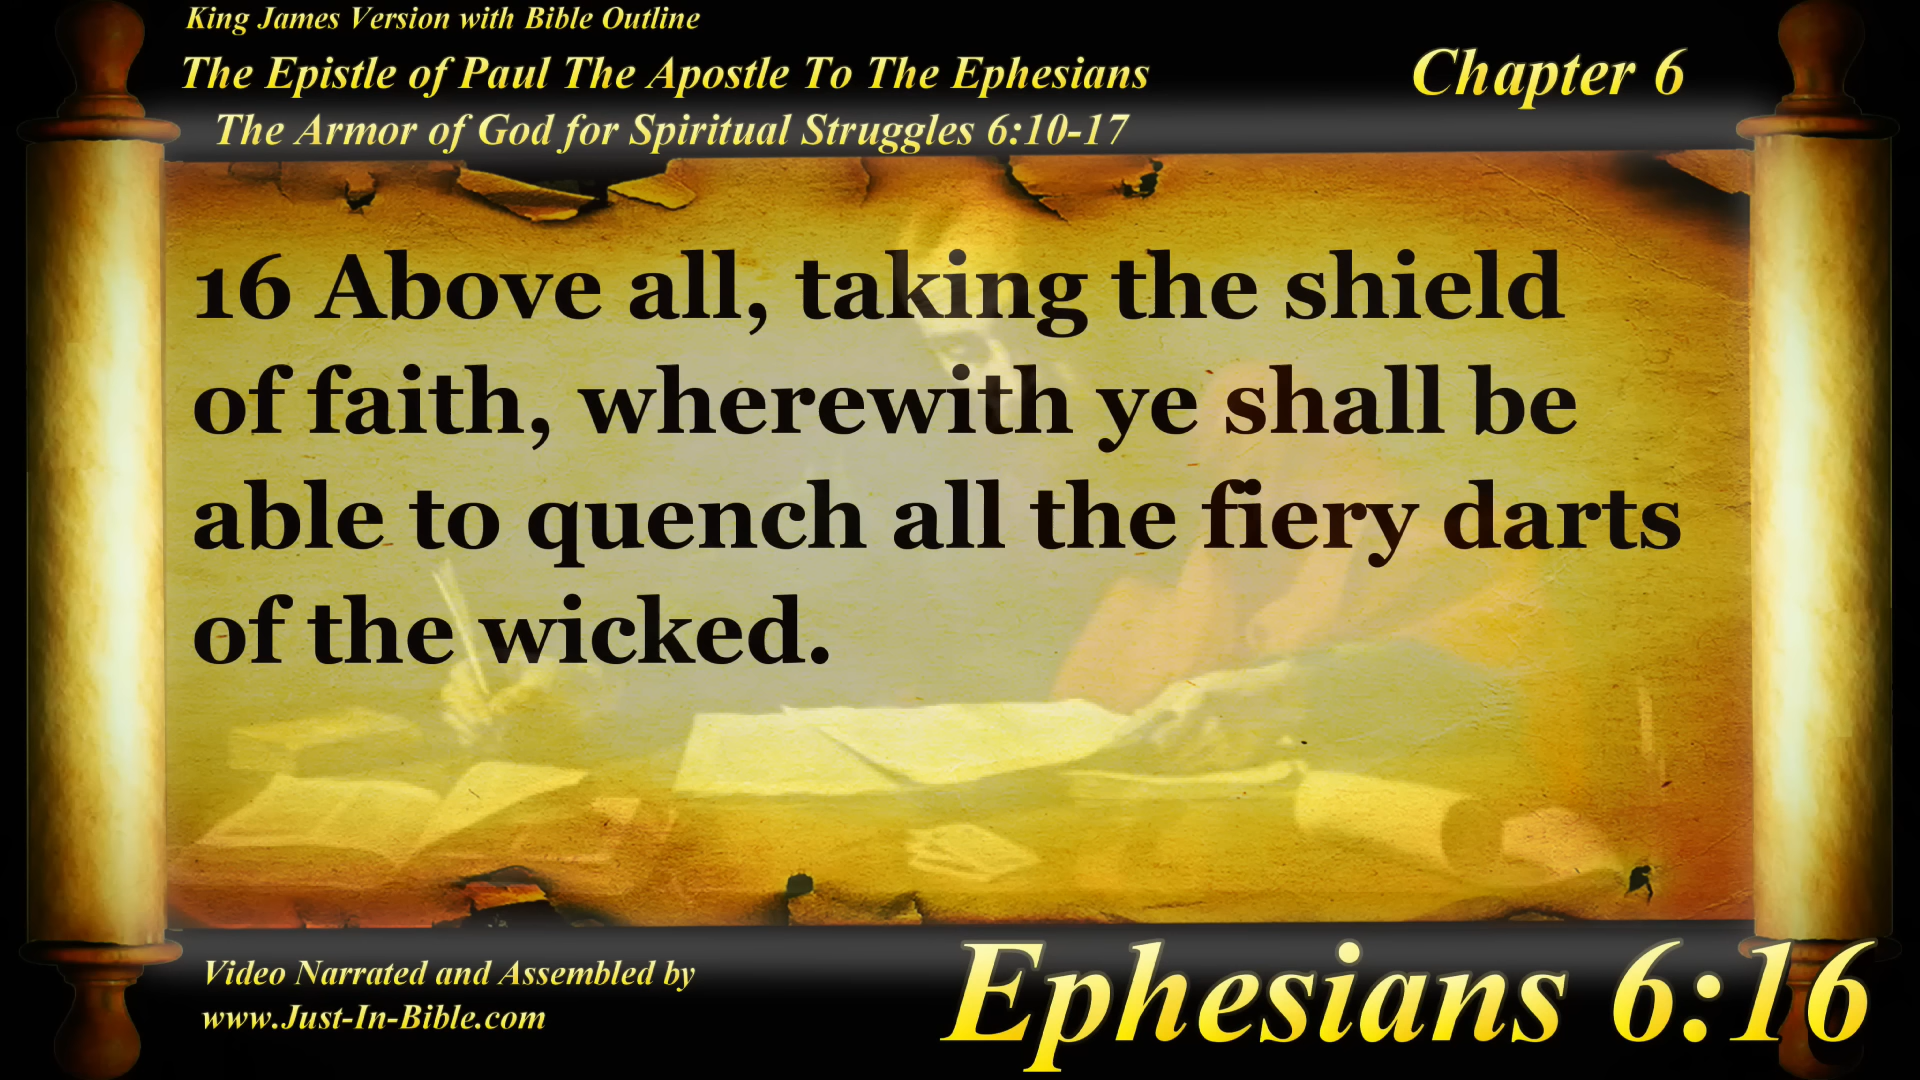 King James Version with Bible Outline
The Epistle of Paul The Apostle To The Ephesians
Chapter 6
The Armor of God for Spiritual Struggles 6:10-17
16 Above all, taking the shield
of faith, wherewith ye shall be
able to quench all the fiery darts
of the wicked.
Video Narrated and Assembled by
www.Just-In-Bible.com
Ephesians 6:16